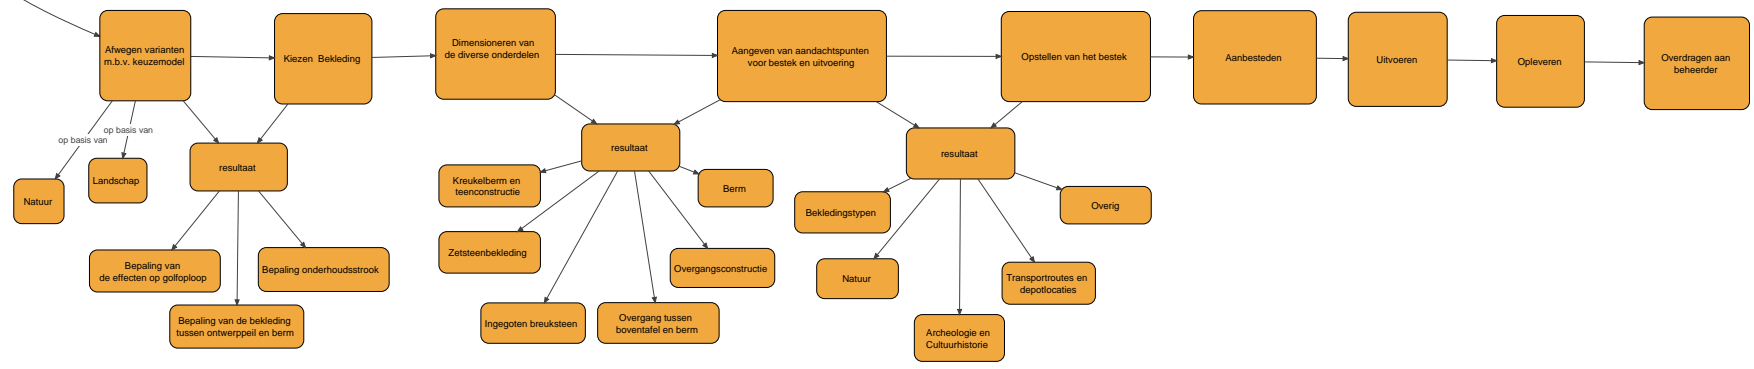 Afwegen varianten
m.b.v. keuzemodel
Kiezen Bekleding
Dimensioneren van
de diverse onderdelen
Aangeven van aandachtspunten
voor bestek en uitvoering
Opstellen van het bestek
Aanbesteden
Uitvoeren
Opleveren
Overdragen aan
beheerder
op basis van
op basis van
Natuur
Landschap
resultaat
Bepaling van
de effecten op golfoploop
Bepaling onderhoudsstrook
Bepaling van de bekleding
tussen ontwerppeil en berm
resultaat
Kreukelberm en
teenconstructie
Berm
Zetsteenbekleding
Overgangsconstructie
Ingegoten breuksteen
Overgang tussen
boventafel en berm
resultaat
Bekledingstypen
Overig
Natuur
Transportroutes en
depotlocaties
Archeologie en
Cultuurhistorie